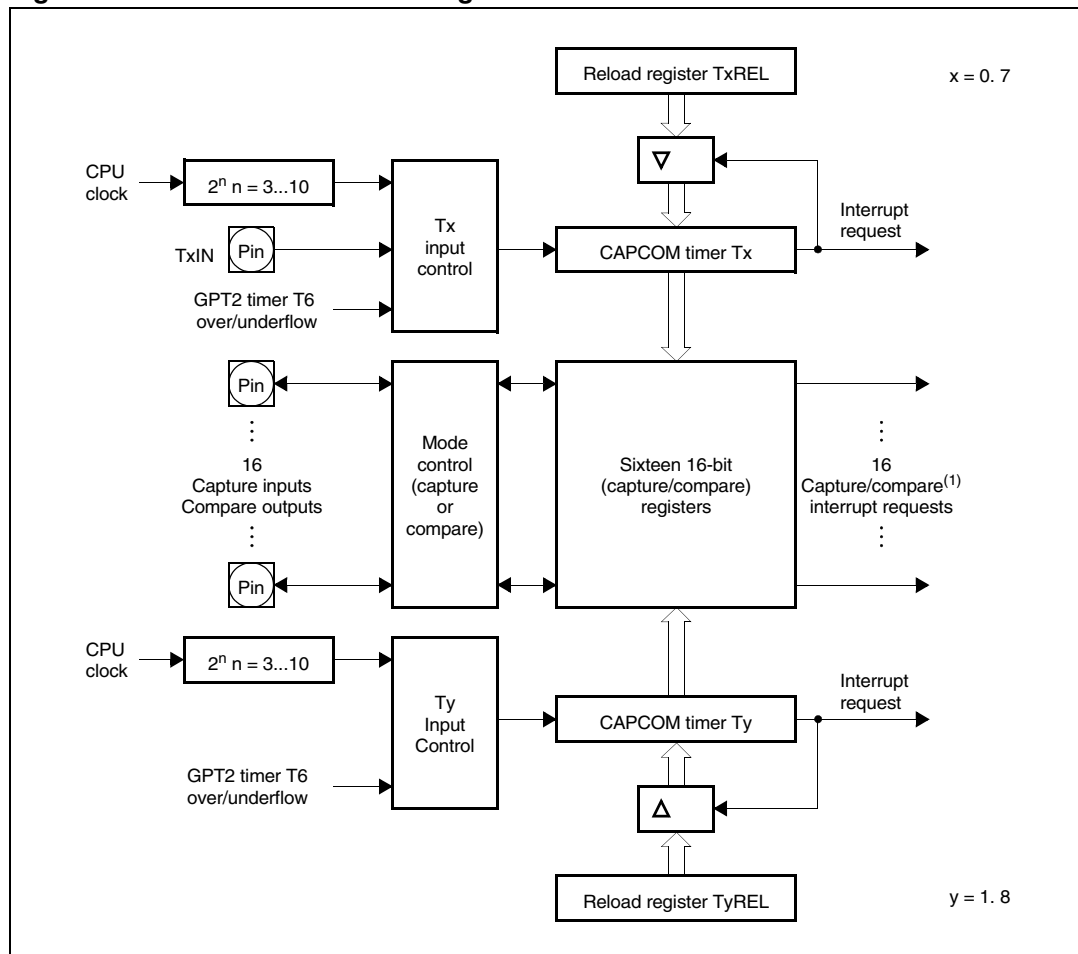 Reload register TxREL
x = 0. 7
CPU
clock
2ⁿ n = 3...10
Tx
input
control
Interrupt
request
TxIN
Pin
CAPCOM timer Tx
GPT2 timer T6
over/underflow
Pin
16
Capture inputs
Compare outputs
Pin
Mode
control
(capture
or
compare)
Sixteen 16-bit
(capture/compare)
registers
16
Capture/compare(1)
interrupt requests
CPU
clock
2ⁿ n = 3...10
Ty
Input
Control
CAPCOM timer Ty
Interrupt
request
GPT2 timer T6
over/underflow
Reload register TyREL
y = 1. 8